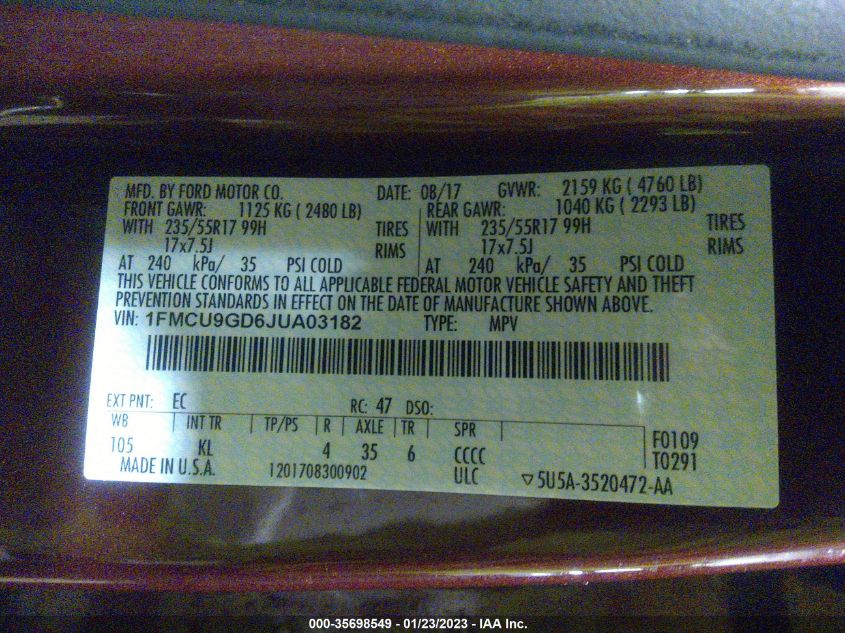 MFD. BY FORD MOTOR CO. DATE: 08/17 GVWR: 2159 KG ( 4760 LB)
FRONT GAWR: 1125 KG ( 2480 LB) REAR GAWR: 1040 KG ( 2293 LB)
WITH 235/55R17 99H TIRES WITH 235/55R17 99H TIRES
17x7.5J RIMS 17x7.5J RIMS
AT 240 kPa/ 35 PSI COLD AT 240 kPa/ 35 PSI COLD
THIS VEHICLE CONFORMS TO ALL APPLICABLE FEDERAL MOTOR VEHICLE SAFETY AND THEFT
PREVENTION STANDARDS IN EFFECT ON THE DATE OF MANUFACTURE SHOWN ABOVE.
VIN: 1FMCU9GD6JUA03182 TYPE: MPV
EXT PNT: EC RC: 47 DSO:
WB INT TR TP/PS R AXLE TR SPR
105 KL 4 35 6 CCCC F0109
T0291
MADE IN U.S.A. 1201708300902 ULC ▽5U5A-3520472-AA
000-35698549 - 01/23/2023 - IAA Inc.